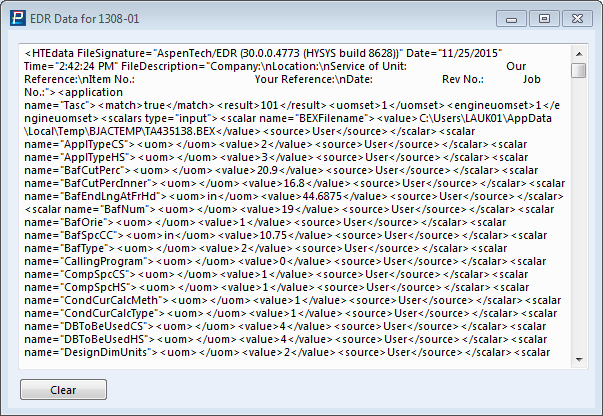 EDR Data for 1308-01
<HTEdata FileSignature="AspenTech/EDR (30.0.0.4773 (HYSYS build 8628))" Date="11/25/2015"
Time="2:42:24 PM" FileDescription="Company:\nLocation:\nService of Unit: Our
Reference:\nItem No.: Your Reference:\nDate: Rev No.: Job
No.:"><application
name="Tasc"><match>true</match><result>101</result><uomset>1</uomset><engineuomset>1</e
ngineuomset><scalars type="input"><scalar name="BEXFilename"><value>C:\Users\LAUK01\AppData
\Local\Temp\BJACTEMP\TA435138.BEX</value><source>User</source></scalar><scalar
name="ApplTypeCS"><uom></uom><value>2</value><source>User</source></scalar><scalar
name="ApplTypeHS"><uom></uom><value>3</value><source>User</source></scalar><scalar
name="BafCutPerc"><uom></uom><value>20.9</value><source>User</source></scalar><scalar
name="BafCutPercInner"><uom></uom><value>16.8</value><source>User</source></scalar><scalar
name="BafEndLngAtFrHd"><uom>in</uom><value>44.6875</value><source>User</source></scalar>
<scalar name="BafNum"><uom></uom><value>19</value><source>User</source></scalar><scalar
name="BafOrie"><uom></uom><value>1</value><source>User</source></scalar><scalar
name="BafSpcCC"><uom>in</uom><value>10.75</value><source>User</source></scalar><scalar
name="BafType"><uom></uom><value>2</value><source>User</source></scalar><scalar
name="CallingProgram"><uom></uom><value>0</value><source>User</source></scalar><scalar
name="CompSpcCS"><uom></uom><value>1</value><source>User</source></scalar><scalar
name="CompSpcHS"><uom></uom><value>1</value><source>User</source></scalar><scalar
name="CondCurCalcMeth"><uom></uom><value>1</value><source>User</source></scalar><scalar
name="CondCurCalcType"><uom></uom><value>1</value><source>User</source></scalar><scalar
name="DBToBeUsedCS"><uom></uom><value>4</value><source>User</source></scalar><scalar
name="DBToBeUsedHS"><uom></uom><value>4</value><source>User</source></scalar><scalar
name="DesignDimUnits"><uom></uom><value>2</value><source>User</source></scalar><scalar
Clear